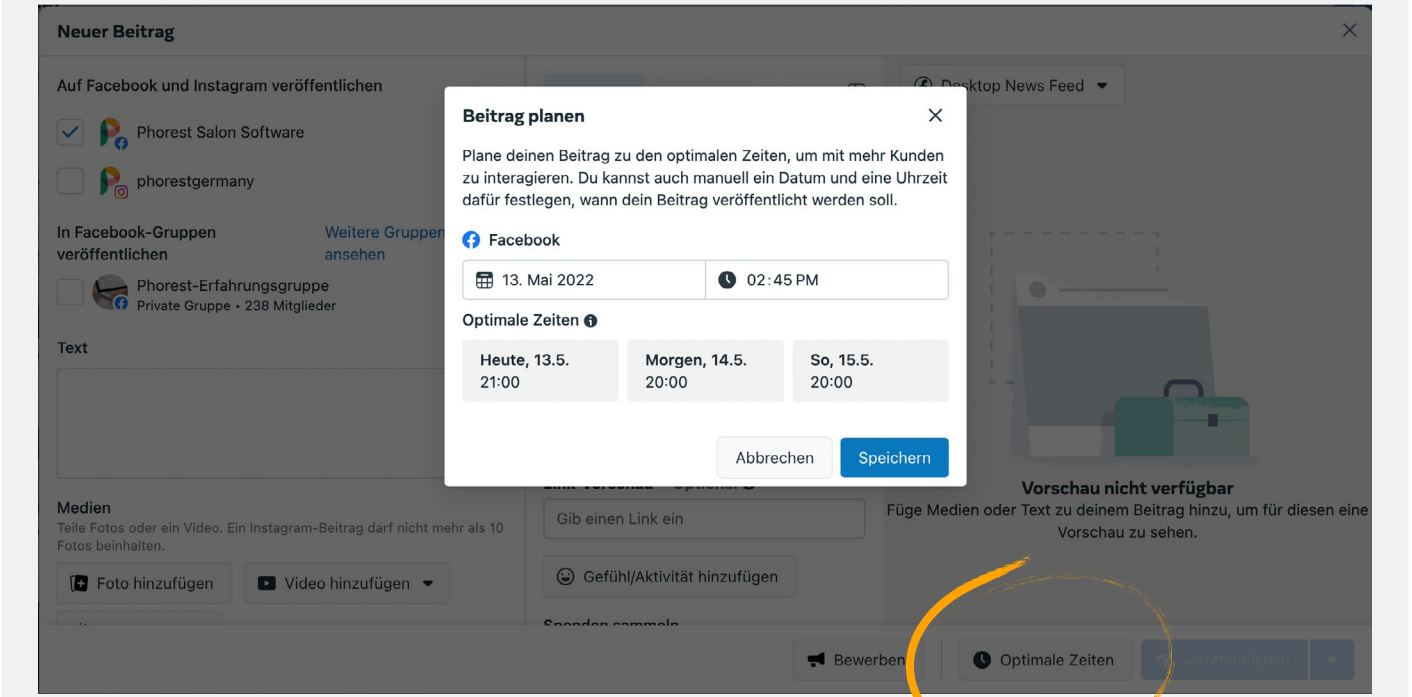 Neuer Beitrag
Auf Facebook und Instagram veröffentlichen
Phorest Salon Software
phorestgermany
In Facebook-Gruppen veröffentlichen
Weitere Gruppen ansehen
Phorest-Erfahrungsgruppe
Private Gruppe • 238 Mitglieder
Text
Medien
Teile Fotos oder ein Video. Ein Instagram-Beitrag darf nicht mehr als 10
Fotos beinhalten.
Foto hinzufügen
Video hinzufügen
Desktop News Feed
Beitrag planen
Plane deinen Beitrag zu den optimalen Zeiten, um mit mehr Kunden
zu interagieren. Du kannst auch manuell ein Datum und eine Uhrzeit
dafür festlegen, wann dein Beitrag veröffentlicht werden soll.
Facebook
13. Mai 2022
02:45 PM
Optimale Zeiten
Heute, 13.5.
21:00
Morgen, 14.5.
20:00
So, 15.5.
20:00
Abbrechen
Speichern
Gib einen Link ein
Gefühl/Aktivität hinzufügen
Spenden sammeln
Vorschau nicht verfügbar
Füge Medien oder Text zu deinem Beitrag hinzu, um für diesen eine
Vorschau zu sehen.
Bewerben
Optimale Zeiten
Veröffentlichen